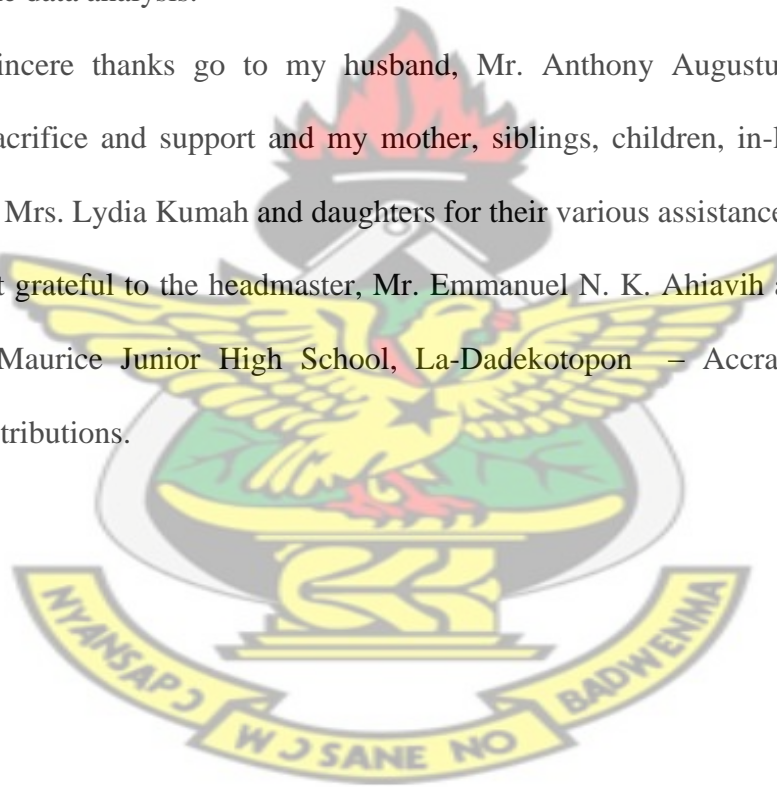 data analysis.
incere thanks go to my husband, Mr. Anthony Augustu
acrifice and support and my mother, siblings, children, in-l
Mrs. Lydia Kumah and daughters for their various assistance
t grateful to the headmaster, Mr. Emmanuel N. K. Ahiavih a
Maurice Junior High School, La-Dadekotopon – Accra
tributions.
NYANSAPƆ
WƆSANE NO
BADWENMA